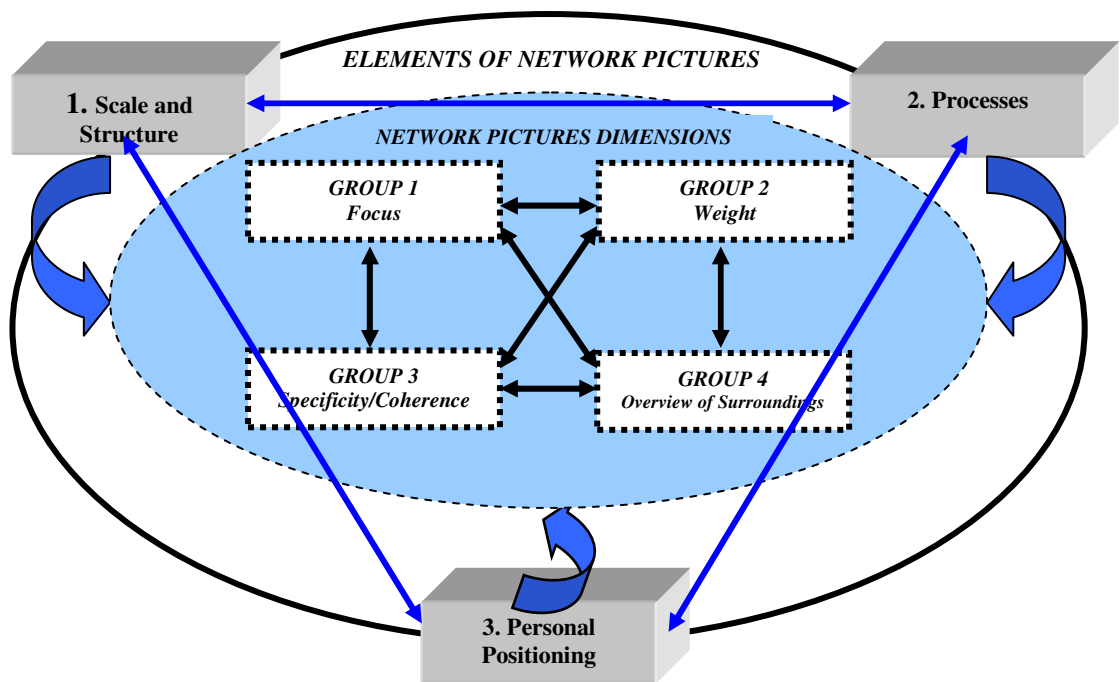 ELEMENTS OF NETWORK PICTURES
1. Scale and
Structure
2. Processes
NETWORK PICTURES DIMENSIONS
GROUP 1
Focus
GROUP 2
Weight
GROUP 3
Specificity/Coherence
GROUP 4
Overview of Surroundings
3. Personal
Positioning